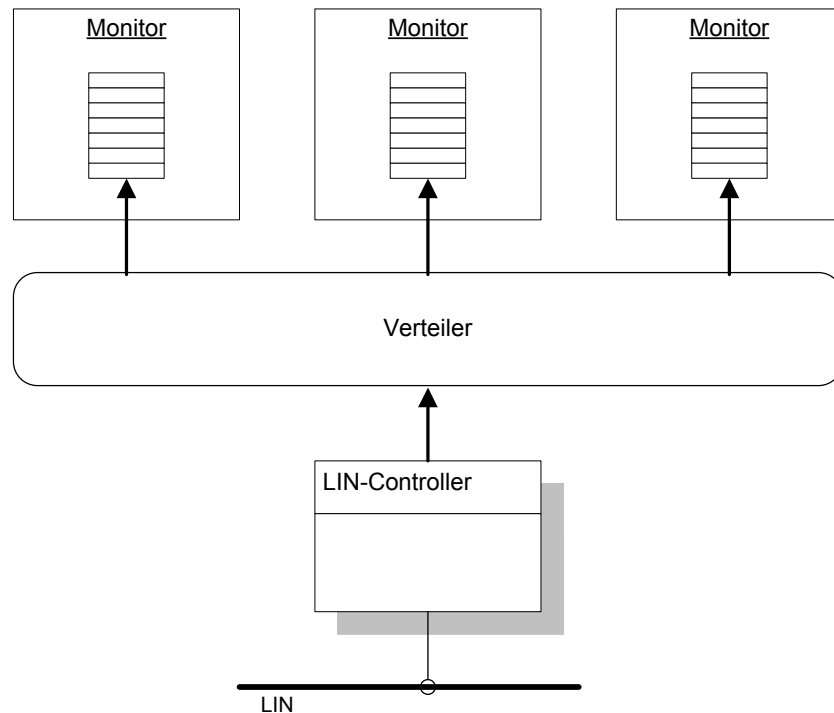 Monitor
Monitor
Monitor
Verteiler
LIN-Controller
LIN